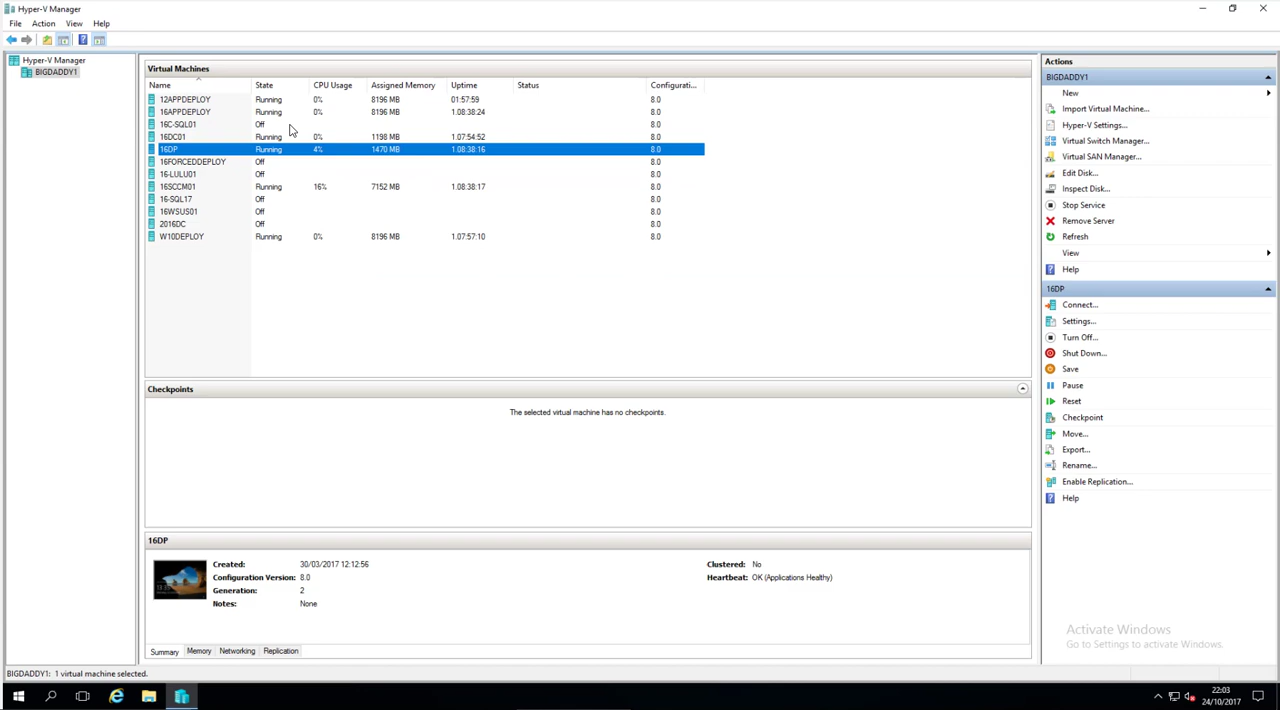 Hyper-V Manager
File Action View Help
Hyper-V Manager
BIGDADDY1
Virtual Machines
Name State CPU Usage Assigned Memory Uptime Status Configurati...
12APPDEPLOY Running 0% 8196 MB 01:57:59 8.0
16APPDEPLOY Running 0% 8196 MB 1.08:38:24 8.0
16C-SQL01 Off 8.0
16DC01 Running 0% 1198 MB 1.07:54:52 8.0
16DP Running 4% 1470 MB 1.08:38:16 8.0
16FORCEDDEPLOY Off 8.0
16-LULU01 Off 8.0
16SCCM01 Running 16% 7152 MB 1.08:38:17 8.0
16-SQL17 Off 8.0
16WSUS01 Off 8.0
2016DC Off 8.0
W10DEPLOY Running 0% 8196 MB 1.07:57:10 8.0
Checkpoints
The selected virtual machine has no checkpoints.
16DP
Created: 30/03/2017 12:12:56 Clustered: No
Configuration Version: 8.0 Heartbeat: OK (Applications Healthy)
Generation: 2
Notes: None
Summary Memory Networking Replication
Actions
BIGDADDY1
New
Import Virtual Machine...
Hyper-V Settings...
Virtual Switch Manager...
Virtual SAN Manager...
Edit Disk...
Inspect Disk...
Stop Service
Remove Server
Refresh
View
Help
16DP
Connect...
Settings...
Turn Off...
Shut Down...
Save
Pause
Reset
Checkpoint
Move...
Export...
Rename...
Enable Replication...
Help
Activate Windows
Go to Settings to activate Windows.
BIGDADDY1: 1 virtual machine selected.
22:03
24/10/2017